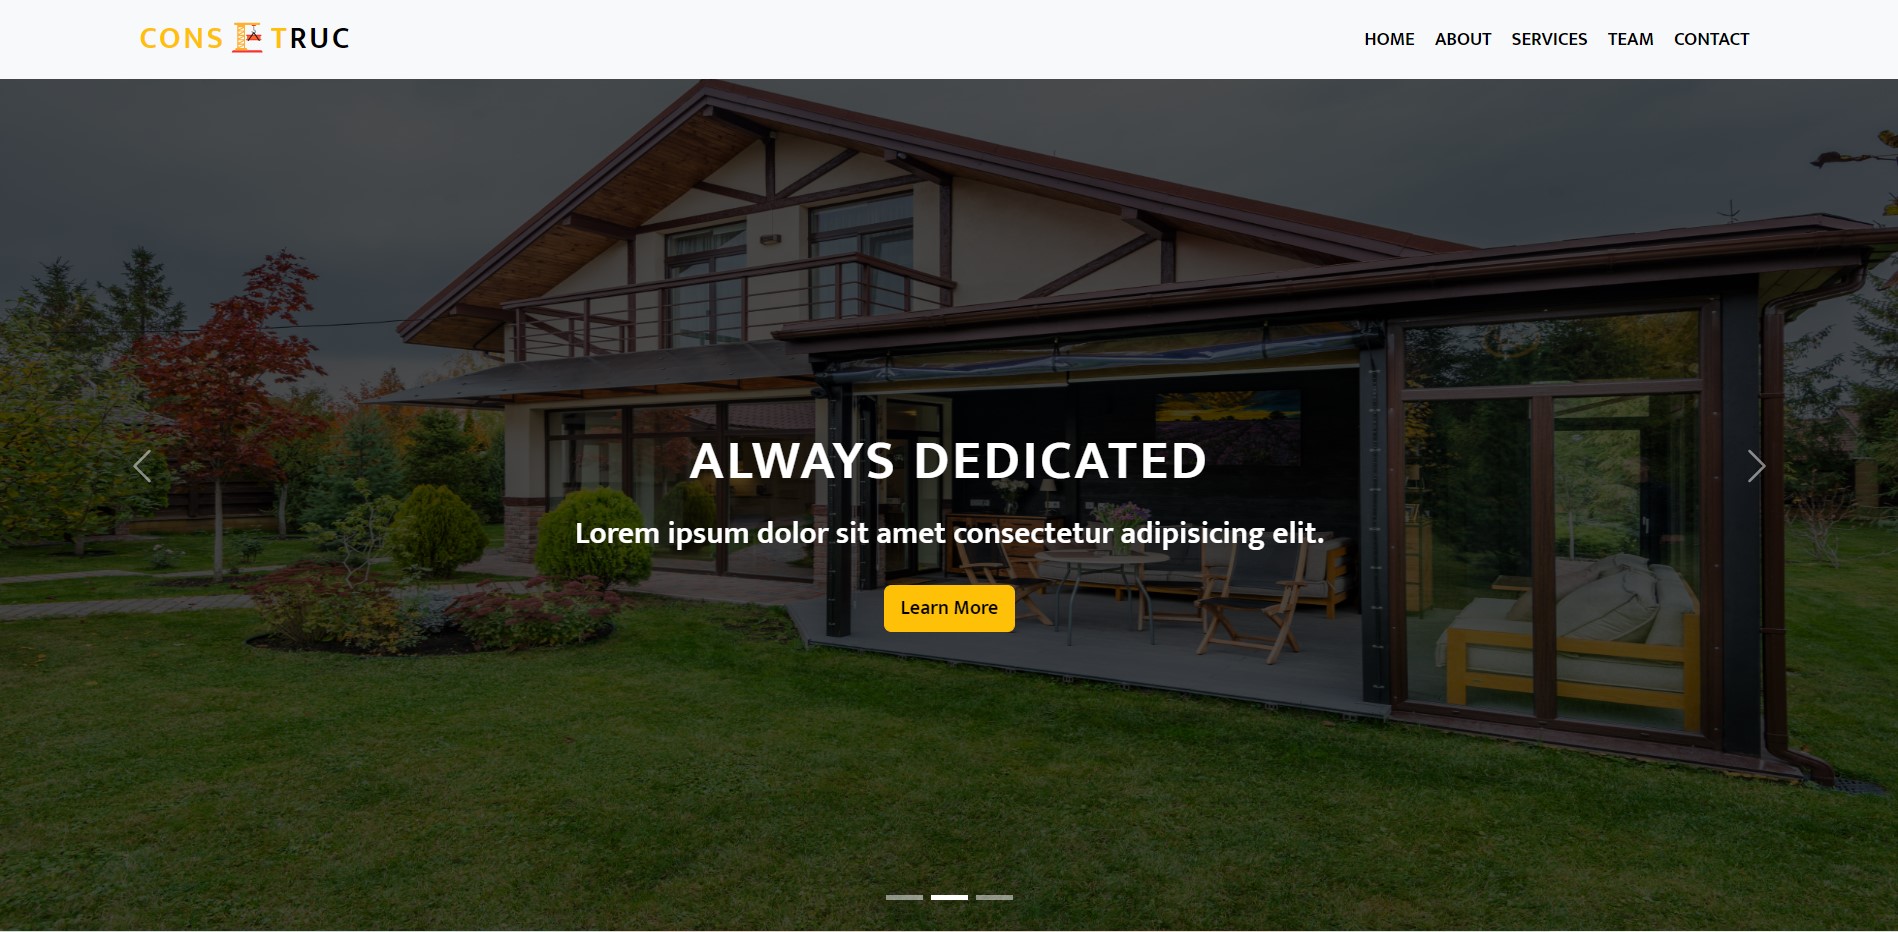 CONS TRUC
HOME ABOUT SERVICES TEAM CONTACT
ALWAYS DEDICATED
Lorem ipsum dolor sit amet consectetur adipisicing elit.
Learn More